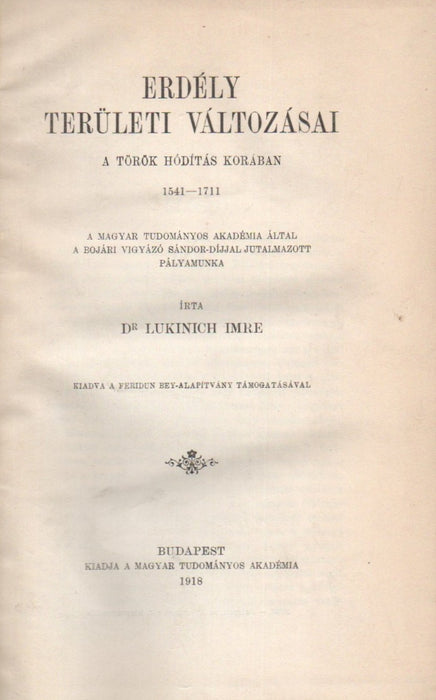 ERDÉLY
TERÜLETI VÁLTOZÁSAI
A TÖRÖK HÓDÍTÁS KORÁBAN
1541—1711
A MAGYAR TUDOMÁNYOS AKADÉMIA ÁLTAL
A BOJÁRI VIGYÁZÓ SÁNDOR-DÍJJAL JUTALMAZOTT
PÁLYAMUNKA
ÍRTA
DR LUKINICH IMRE
KIADVA A FERIDUN BEY-ALAPÍTVÁNY TÁMOGATÁSÁVAL
BUDAPEST
KIADJA A MAGYAR TUDOMÁNYOS AKADÉMIA
1918